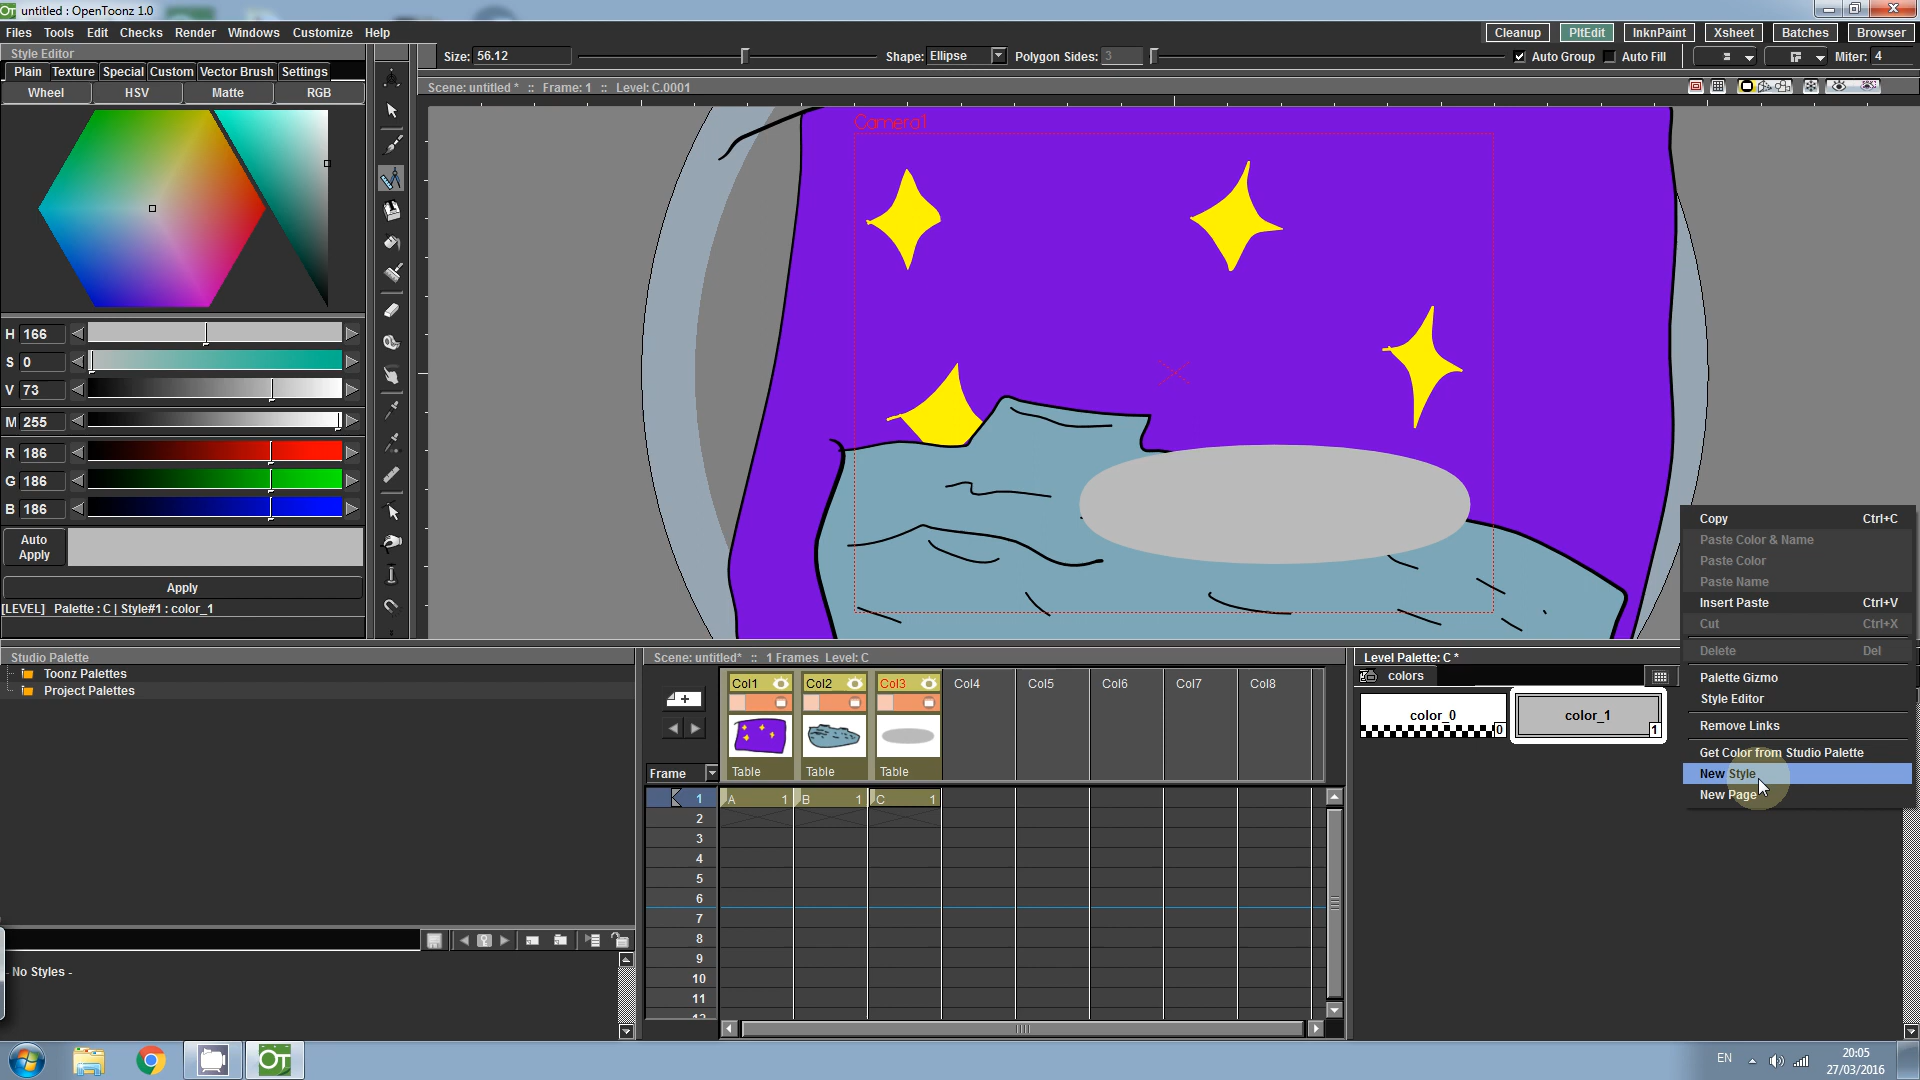 untitled : OpenToonz 1.0
Files Tools Edit Checks Render Windows Customize Help
Cleanup PltEdit InknPaint Xsheet Batches Browser
Style Editor
Size: 56.12 Shape: Ellipse Polygon Sides: 3 Auto Group Auto Fill Miter: 4
Plain Texture Special Custom Vector Brush Settings
Wheel HSV Matte RGB
Scene: untitled * :: Frame: 1 :: Level: C.0001
Camera1
H 166
S 0
V 73
M 255
R 186
G 186
B 186
Auto Apply
Apply
[LEVEL] Palette : C | Style#1 : color_1
Copy Ctrl+C
Paste Color & Name
Paste Color
Paste Name
Insert Paste Ctrl+V
Cut Ctrl+X
Delete Del
Palette Gizmo
Style Editor
Remove Links
Get Color from Studio Palette
New Style
New Page
Studio Palette
Toonz Palettes
Project Palettes
- No Styles -
Scene: untitled* :: 1 Frames Level: C
Col1 Col2 Col3 Col4 Col5 Col6 Col7 Col8
Table Table Table
Frame
1 A 1 B 1 C 1
2
3
4
5
6
7
8
9
10
11
12
Level Palette: C *
colors
color_0 0 color_1 1
EN
20:05
27/03/2016